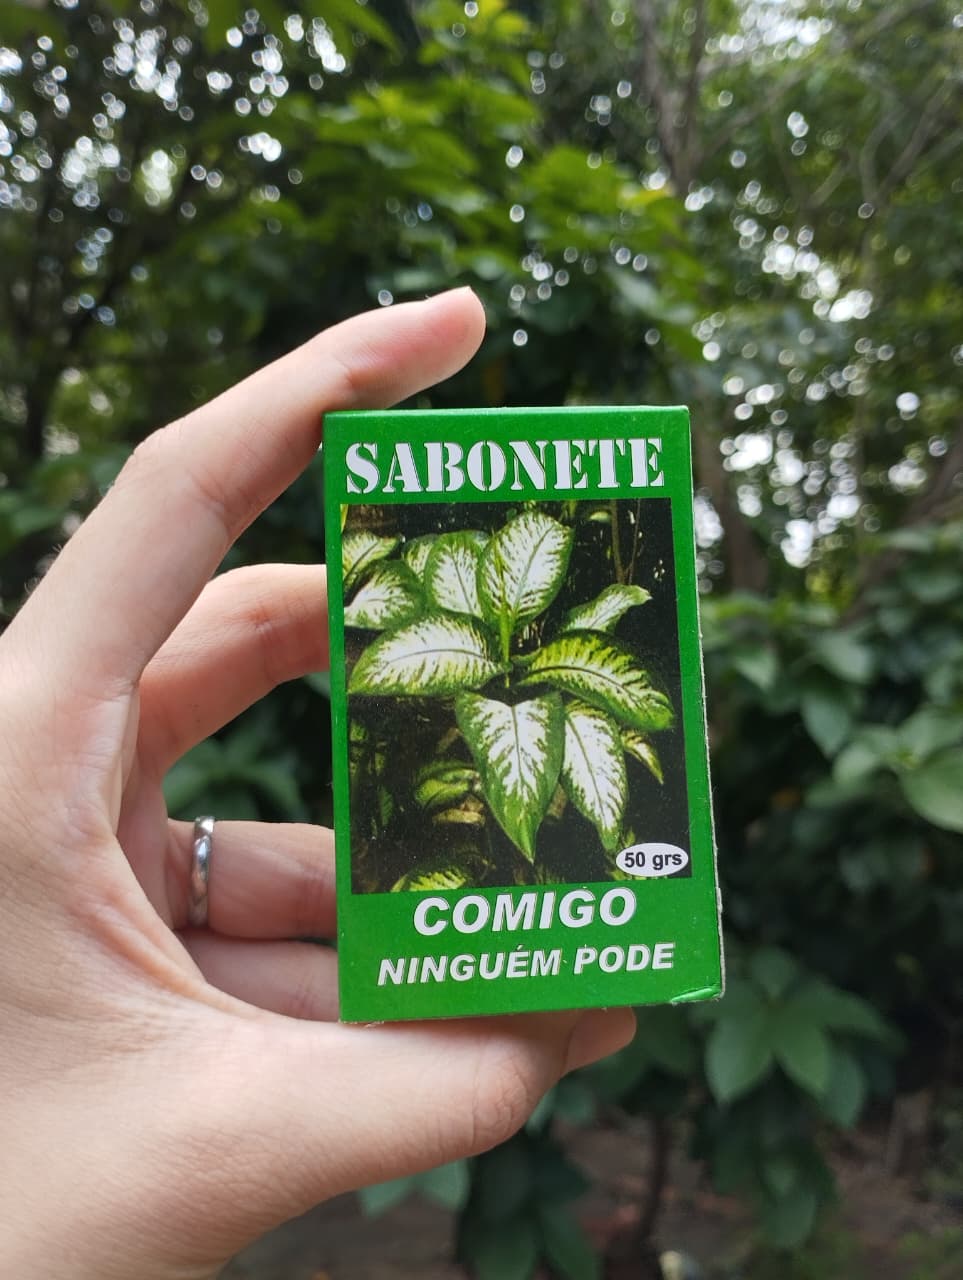 SABONETE
50 grs
COMIGO
NINGUÉM PODE